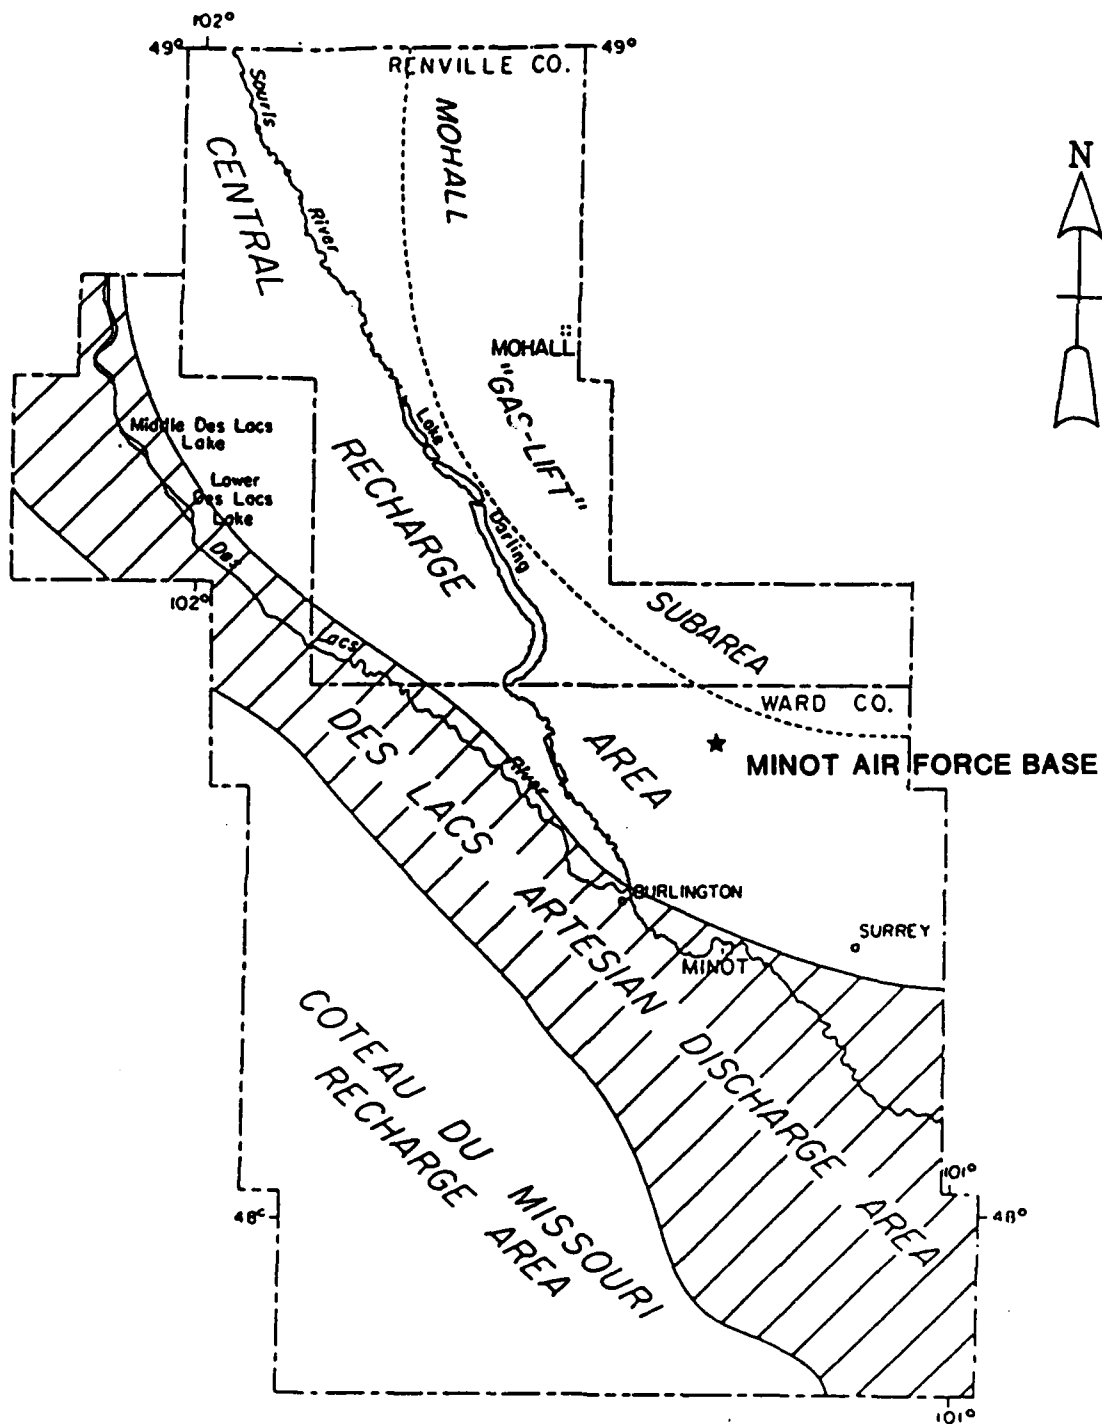 102°
49°
49°
RENVILLE CO.
N
Souris
River
MOHALL
CENTRAL
MOHALL
"GAS-LIFT"
SUBAREA
Lake
Darling
RECHARGE
Middle Des Lacs
Lake
Lower
Des Lacs
Lake
Des
Lacs
River
102°
WARD CO.
AREA
MINOT AIR FORCE BASE
DES LACS ARTESIAN DISCHARGE AREA
BURLINGTON
SURREY
MINOT
COTEAU DU MISSOURI
RECHARGE AREA
101°
48°
48°
101°